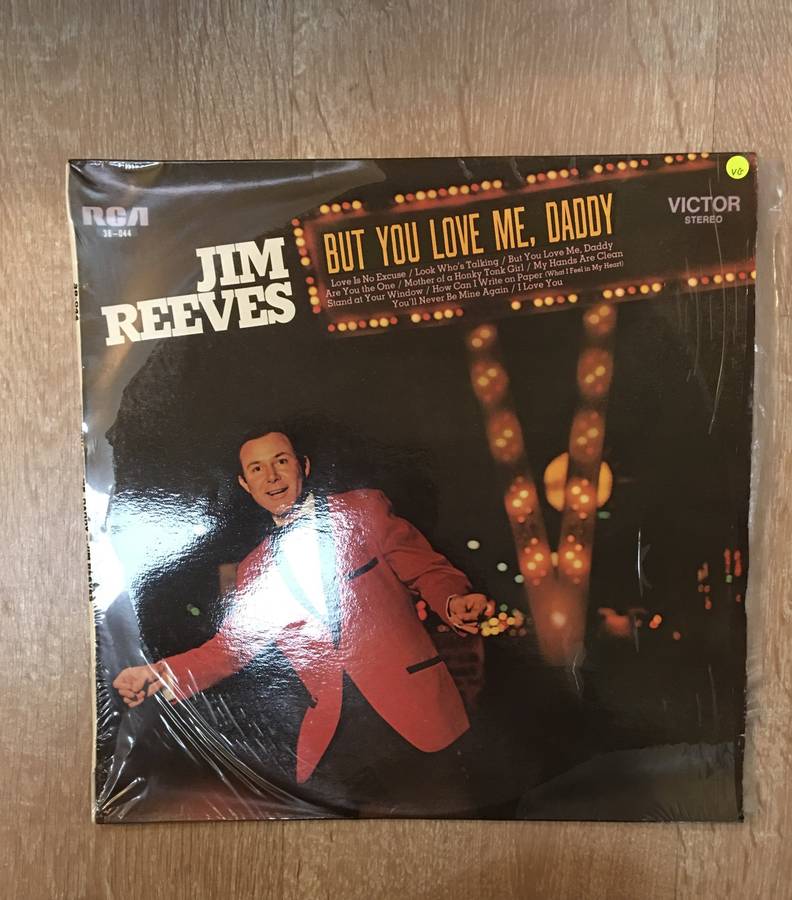 RCA
38-044
VICTOR
STEREO
VG
JIM
REEVES
BUT YOU LOVE ME, DADDY
Love Is No Excuse / Look Who's Talking / But You Love Me, Daddy
Are You the One / Mother of a Honky Tonk Girl / My Hands Are Clean
Stand at Your Window / How Can I Write on Paper (What I Feel in My Heart)
You'll Never Be Mine Again / I Love You